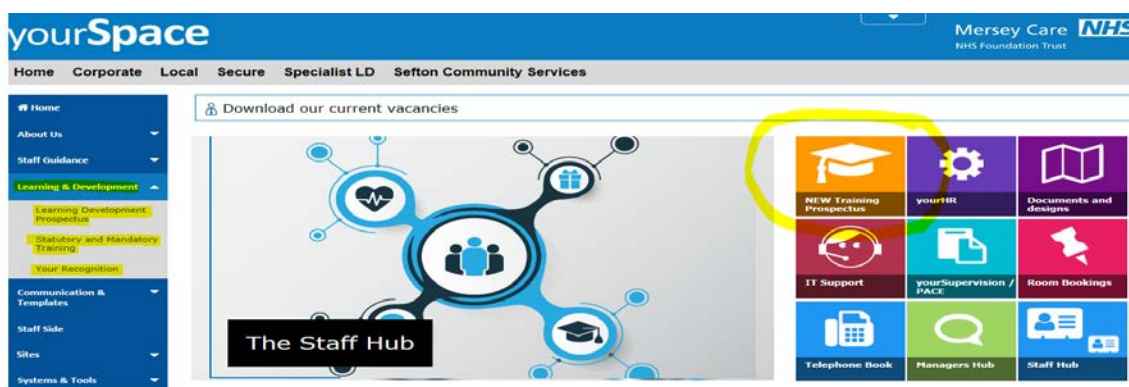 yourSpace
Mersey Care NHS
NHS Foundation Trust
Home Corporate Local Secure Specialist LD Sefton Community Services
Home
About Us
Staff Guidance
Learning & Development
Learning Development
Prospectus
Statutory and Mandatory
Training
Your Recognition
Communication &
Templates
Staff Side
Sites
Systems & Tools
Download our current vacancies
The Staff Hub
NEW Training
Prospectus
yourHR
Documents and
designs
IT Support
yourSupervision /
PACE
Room Bookings
Telephone Book
Managers Hub
Staff Hub